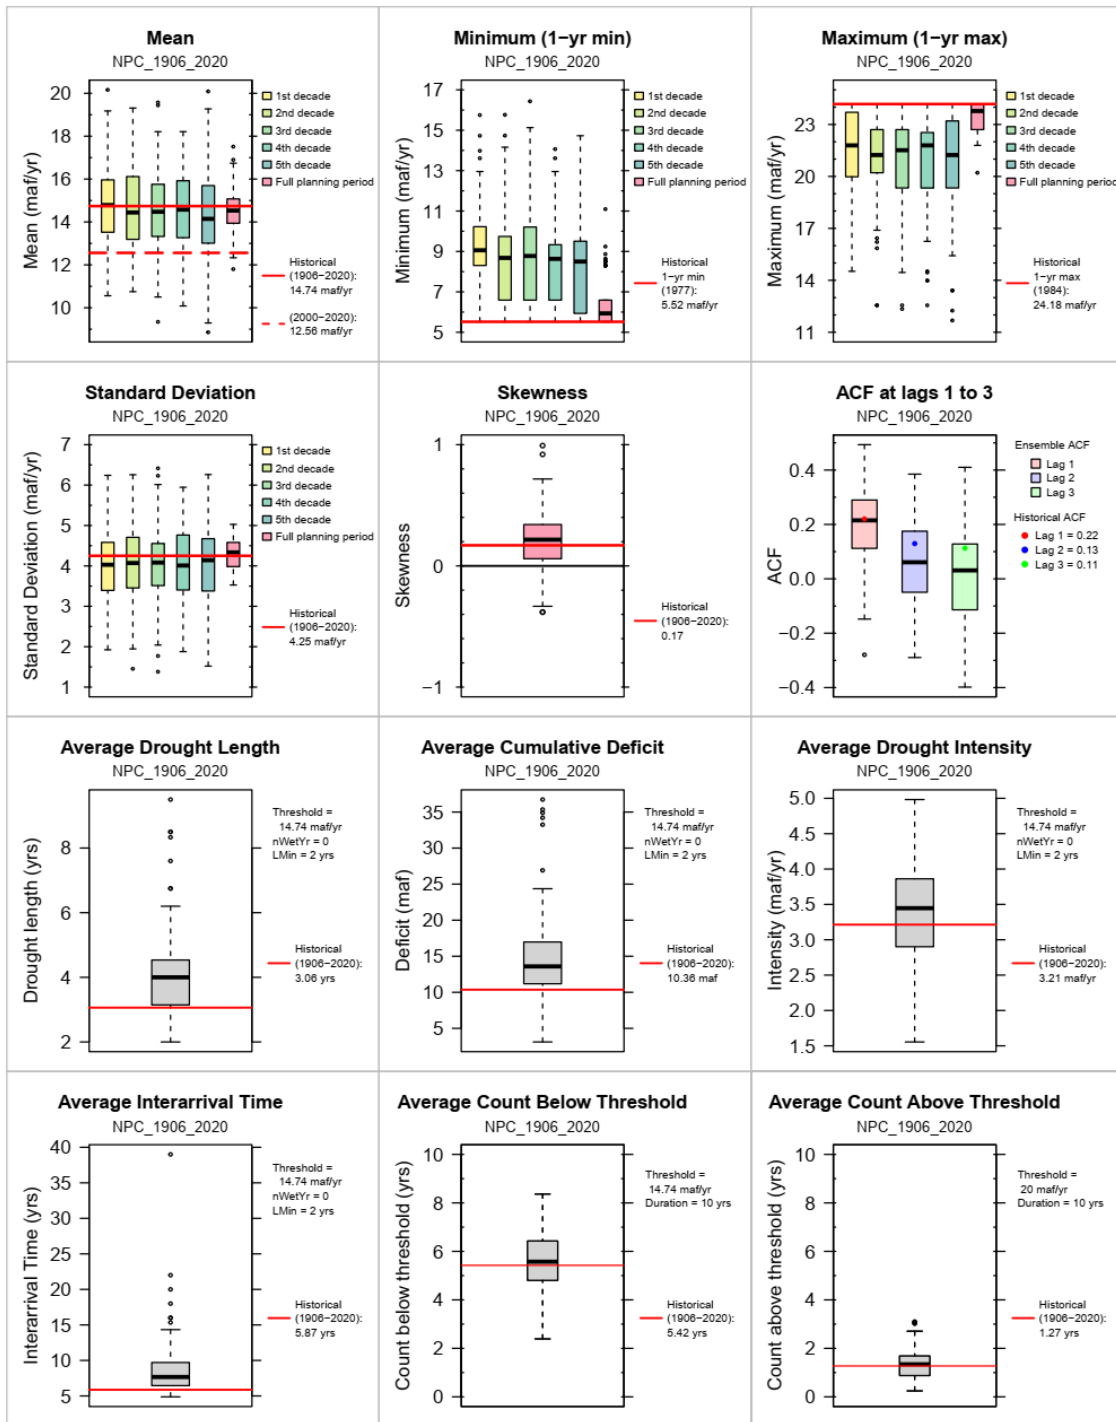 Mean
NPC_1906_2020
Mean (maf/yr)
20
18
16
14
12
10
1st decade
2nd decade
3rd decade
4th decade
5th decade
Full planning period
Historical
(1906−2020):
14.74 maf/yr
(2000−2020):
12.56 maf/yr
Minimum (1−yr min)
NPC_1906_2020
Minimum (maf/yr)
17
15
13
11
9
7
5
1st decade
2nd decade
3rd decade
4th decade
5th decade
Full planning period
Historical
1−yr min
(1977):
5.52 maf/yr
Maximum (1−yr max)
NPC_1906_2020
Maximum (maf/yr)
23
20
17
14
11
1st decade
2nd decade
3rd decade
4th decade
5th decade
Full planning period
Historical
1−yr max
(1984):
24.18 maf/yr
Standard Deviation
NPC_1906_2020
Standard Deviation (maf/yr)
7
6
5
4
3
2
1
1st decade
2nd decade
3rd decade
4th decade
5th decade
Full planning period
Historical
(1906−2020):
4.25 maf/yr
Skewness
NPC_1906_2020
Skewness
1
0
−1
Historical
(1906−2020):
0.17
ACF at lags 1 to 3
NPC_1906_2020
ACF
0.4
0.2
0.0
−0.2
−0.4
Ensemble ACF
Lag 1
Lag 2
Lag 3
Historical ACF
Lag 1 = 0.22
Lag 2 = 0.13
Lag 3 = 0.11
Average Drought Length
NPC_1906_2020
Drought length (yrs)
8
6
4
2
Threshold =
14.74 maf/yr
nWetYr = 0
LMin = 2 yrs
Historical
(1906−2020):
3.06 yrs
Average Cumulative Deficit
NPC_1906_2020
Deficit (maf)
35
30
25
20
15
10
5
Threshold =
14.74 maf/yr
nWetYr = 0
LMin = 2 yrs
Historical
(1906−2020):
10.36 maf
Average Drought Intensity
NPC_1906_2020
Intensity (maf/yr)
5.0
4.5
4.0
3.5
3.0
2.5
2.0
1.5
Threshold =
14.74 maf/yr
nWetYr = 0
LMin = 2 yrs
Historical
(1906−2020):
3.21 maf/yr
Average Interarrival Time
NPC_1906_2020
Interarrival Time (yrs)
40
35
30
25
20
15
10
5
Threshold =
14.74 maf/yr
nWetYr = 0
LMin = 2 yrs
Historical
(1906−2020):
5.87 yrs
Average Count Below Threshold
NPC_1906_2020
Count below threshold (yrs)
10
8
6
4
2
0
Threshold =
14.74 maf/yr
Duration = 10 yrs
Historical
(1906−2020):
5.42 yrs
Average Count Above Threshold
NPC_1906_2020
Count above threshold (yrs)
10
8
6
4
2
0
Threshold =
20 maf/yr
Duration = 10 yrs
Historical
(1906−2020):
1.27 yrs